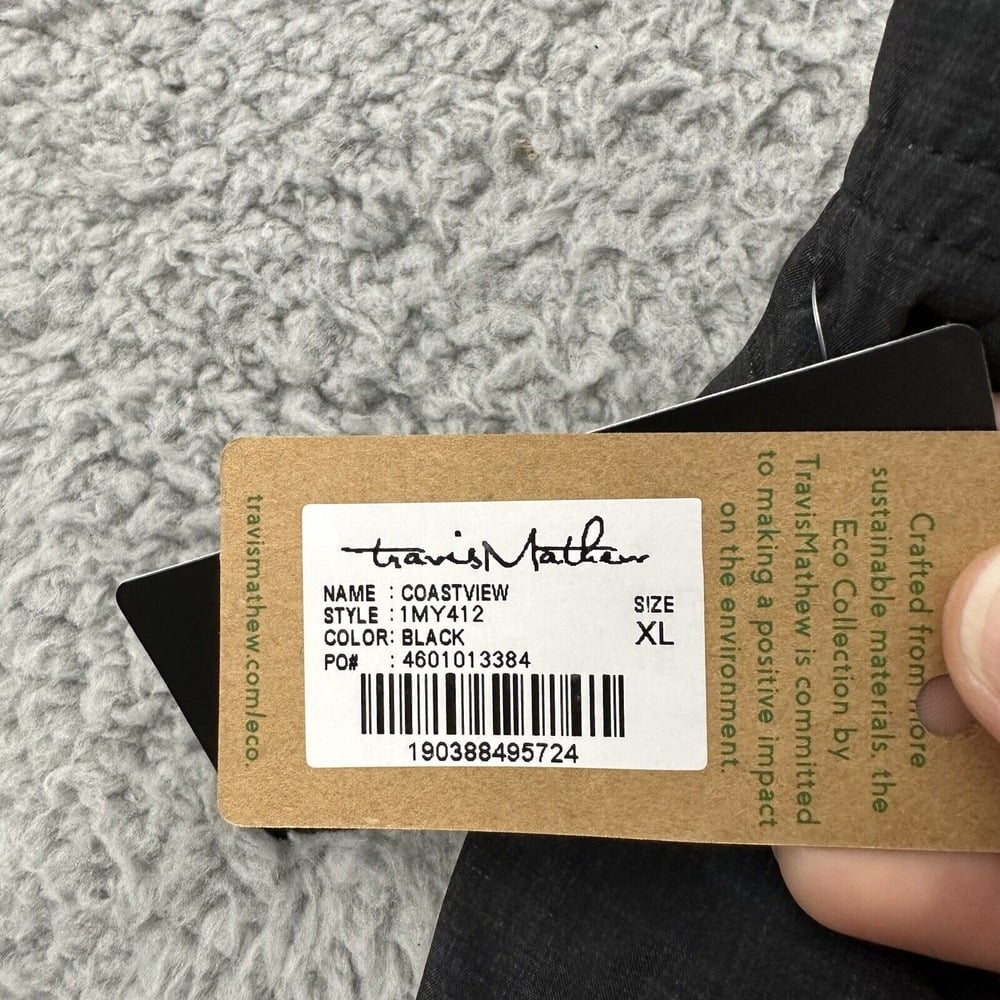 travisMathew
NAME : COASTVIEW
STYLE : 1MY412
COLOR: BLACK
PO# : 4601013384
SIZE
XL
190388495724
Crafted from more
sustainable materials, the
Eco Collection by
TravisMathew is committed
to making a positive impact
on the environment.
travismathew.com/eco.